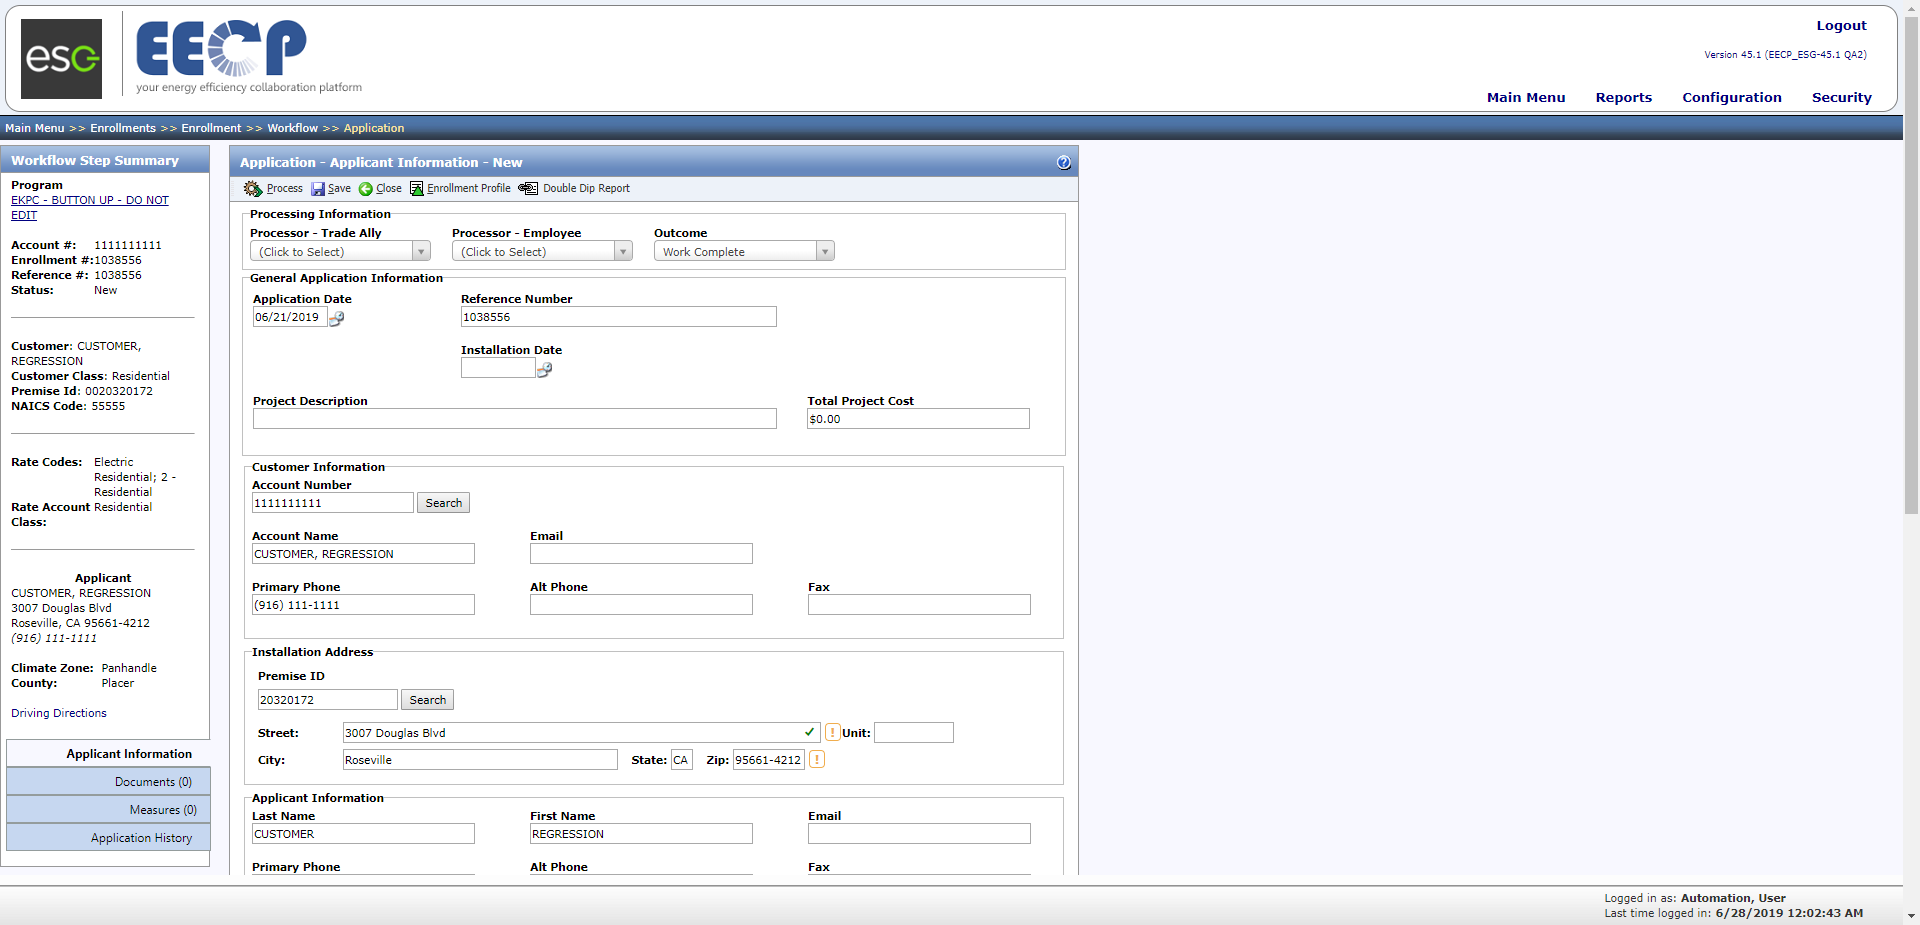 esg
EECP
your energy efficiency collaboration platform
Logout
Version 45.1 (EECP_ESG-45.1 QA2)
Main Menu Reports Configuration Security
Main Menu >> Enrollments >> Enrollment >> Workflow >> Application
Workflow Step Summary
Program
EKPC - BUTTON UP - DO NOT
EDIT
Account #: 1111111111
Enrollment #:1038556
Reference #: 1038556
Status: New
Customer: CUSTOMER,
REGRESSION
Customer Class: Residential
Premise Id: 0020320172
NAICS Code: 55555
Rate Codes: Electric
Residential; 2 -
Residential
Rate Account Residential
Class:
Applicant
CUSTOMER, REGRESSION
3007 Douglas Blvd
Roseville, CA 95661-4212
(916) 111-1111
Climate Zone: Panhandle
County: Placer
Driving Directions
Applicant Information
Documents (0)
Measures (0)
Application History
Application - Applicant Information - New
?
Process Save Close Enrollment Profile Double Dip Report
Processing Information
Processor - Trade Ally Processor - Employee Outcome
(Click to Select) (Click to Select) Work Complete
General Application Information
Application Date Reference Number
06/21/2019 1038556
Installation Date
Project Description Total Project Cost
$0.00
Customer Information
Account Number
1111111111 Search
Account Name Email
CUSTOMER, REGRESSION
Primary Phone Alt Phone Fax
(916) 111-1111
Installation Address
Premise ID
20320172 Search
Street: 3007 Douglas Blvd ! Unit:
City: Roseville State: CA Zip: 95661-4212 !
Applicant Information
Last Name First Name Email
CUSTOMER REGRESSION
Primary Phone Alt Phone Fax
Logged in as: Automation, User
Last time logged in: 6/28/2019 12:02:43 AM